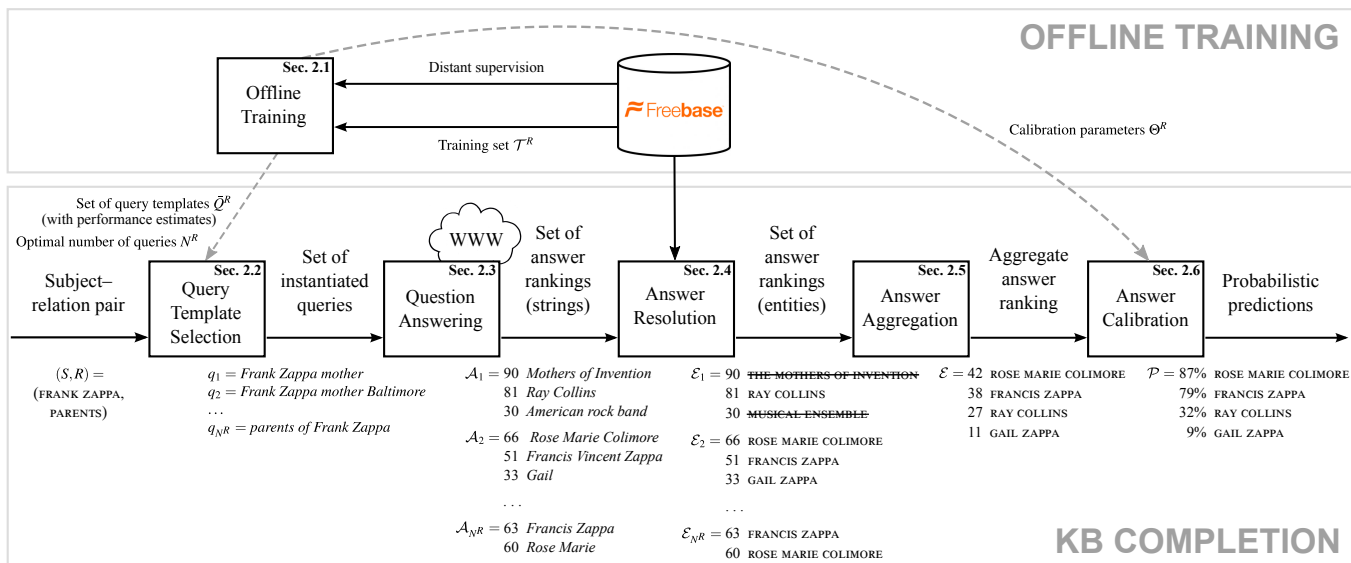 OFFLINE TRAINING
Sec. 2.1
Offline
Training
Distant supervision
Training set 𝒯^R
Freebase
Calibration parameters Θ^R
Set of query templates Q̄^R
(with performance estimates)
Optimal number of queries N^R
Subject–
relation pair
(S,R) =
(FRANK ZAPPA,
PARENTS)
Sec. 2.2
Query
Template
Selection
Set of
instantiated
queries
q₁ = Frank Zappa mother
q₂ = Frank Zappa mother Baltimore
...
q_{N^R} = parents of Frank Zappa
WWW
Sec. 2.3
Question
Answering
Set of
answer
rankings
(strings)
𝒜₁ = 90 Mothers of Invention
81 Ray Collins
30 American rock band
𝒜₂ = 66 Rose Marie Colimore
51 Francis Vincent Zappa
33 Gail
...
𝒜_{N^R} = 63 Francis Zappa
60 Rose Marie
Sec. 2.4
Answer
Resolution
Set of
answer
rankings
(entities)
ℰ₁ = 90 THE MOTHERS OF INVENTION
81 RAY COLLINS
30 MUSICAL ENSEMBLE
ℰ₂ = 66 ROSE MARIE COLIMORE
51 FRANCIS ZAPPA
33 GAIL ZAPPA
...
ℰ_{N^R} = 63 FRANCIS ZAPPA
60 ROSE MARIE COLIMORE
Sec. 2.5
Answer
Aggregation
Aggregate
answer
ranking
ℰ = 42 ROSE MARIE COLIMORE
38 FRANCIS ZAPPA
27 RAY COLLINS
11 GAIL ZAPPA
Sec. 2.6
Answer
Calibration
Probabilistic
predictions
𝒫 = 87% ROSE MARIE COLIMORE
79% FRANCIS ZAPPA
32% RAY COLLINS
9% GAIL ZAPPA
KB COMPLETION